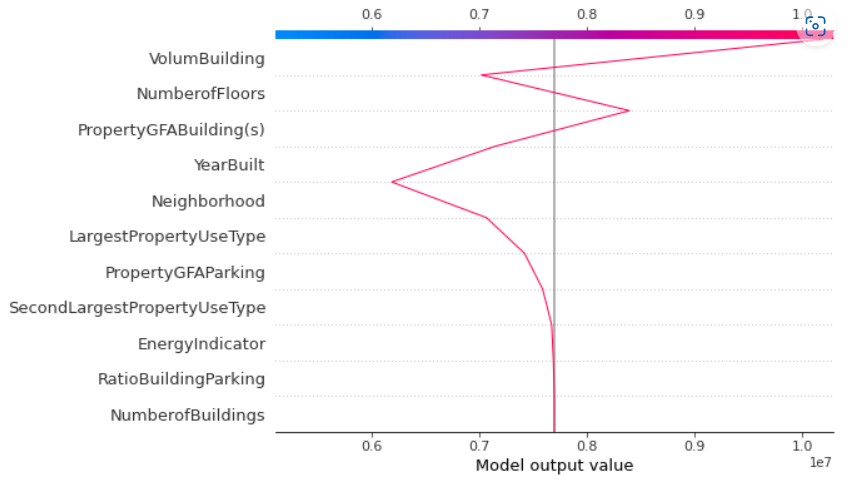 0.6 0.7 0.8 0.9 1.0
VolumBuilding
NumberofFloors
PropertyGFABuilding(s)
YearBuilt
Neighborhood
LargestPropertyUseType
PropertyGFAParking
SecondLargestPropertyUseType
EnergyIndicator
RatioBuildingParking
NumberofBuildings
0.6 0.7 0.8 0.9 1.0
1e7
Model output value